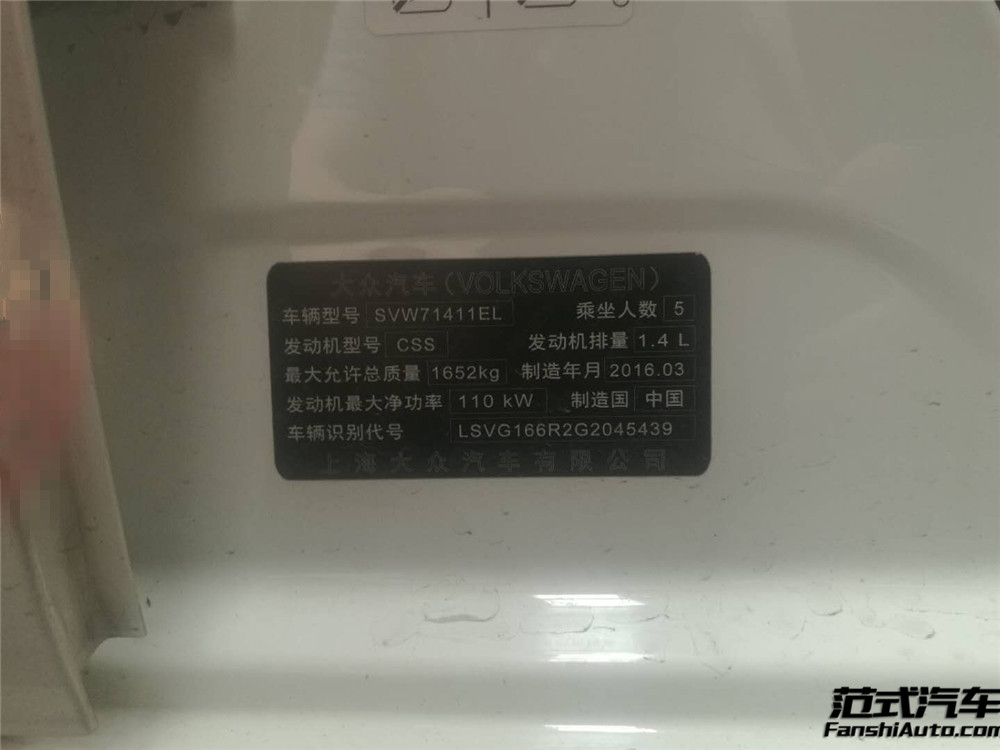 大众汽车(VOLKSWAGEN)
车辆型号 SVW71411EL 乘坐人数 5
发动机型号 CSS 发动机排量 1.4 L
最大允许总质量 1652kg 制造年月 2016.03
发动机最大净功率 110 kW 制造国 中国
车辆识别代号 LSVG166R2G2045439
上海大众汽车有限公司
范式汽车
FanshiAuto.com